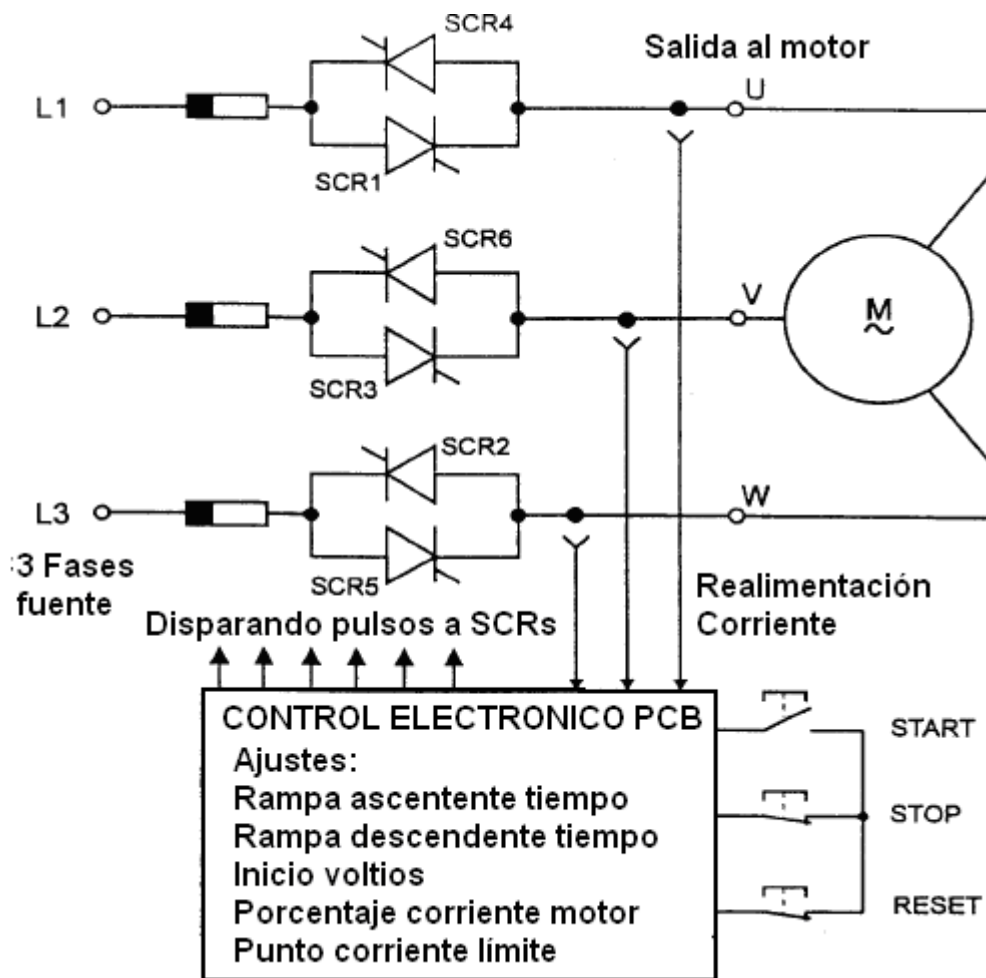 SCR4
Salida al motor
L1
U
SCR1
SCR6
L2
V
M
SCR3
SCR2
L3
W
SCR5
3 Fases
fuente
Realimentación
Corriente
Disparando pulsos a SCRs
CONTROL ELECTRONICO PCB
Ajustes:
Rampa ascentente tiempo
Rampa descendente tiempo
Inicio voltios
Porcentaje corriente motor
Punto corriente límite
START
STOP
RESET